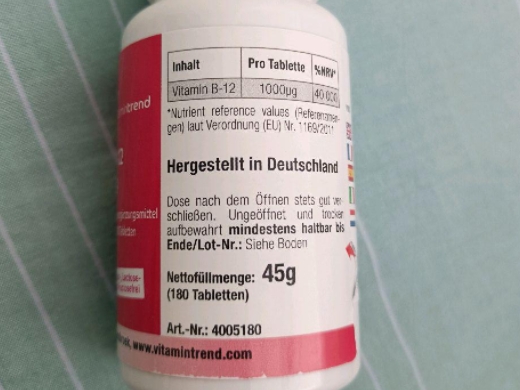 Inhalt Pro Tablette %NRV*
Vitamin B-12 1000µg 40 000
*Nutrient reference values (Referenzmen-
gen) laut Verordnung (EU) Nr. 1169/2011
Hergestellt in Deutschland
Dose nach dem Öffnen stets gut ver-
schließen. Ungeöffnet und trocken
aufbewahrt mindestens haltbar bis
Ende/Lot-Nr.: Siehe Boden
Nettofüllmenge: 45g
(180 Tabletten)
Art.-Nr.: 4005180
www.vitamintrend.com